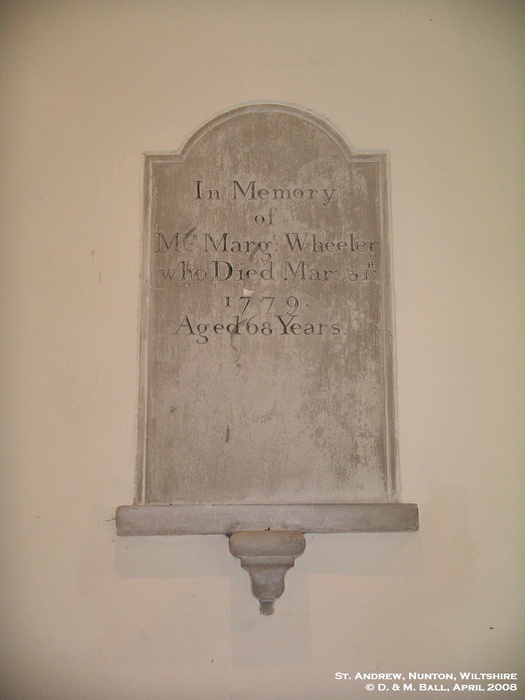 In Memory
of
Mrs Marg: Wheeler
who Died Mar: 31st
1779.
Aged 68 Years.
St. Andrew, Nunton, Wiltshire
© D. & M. Ball, April 2008